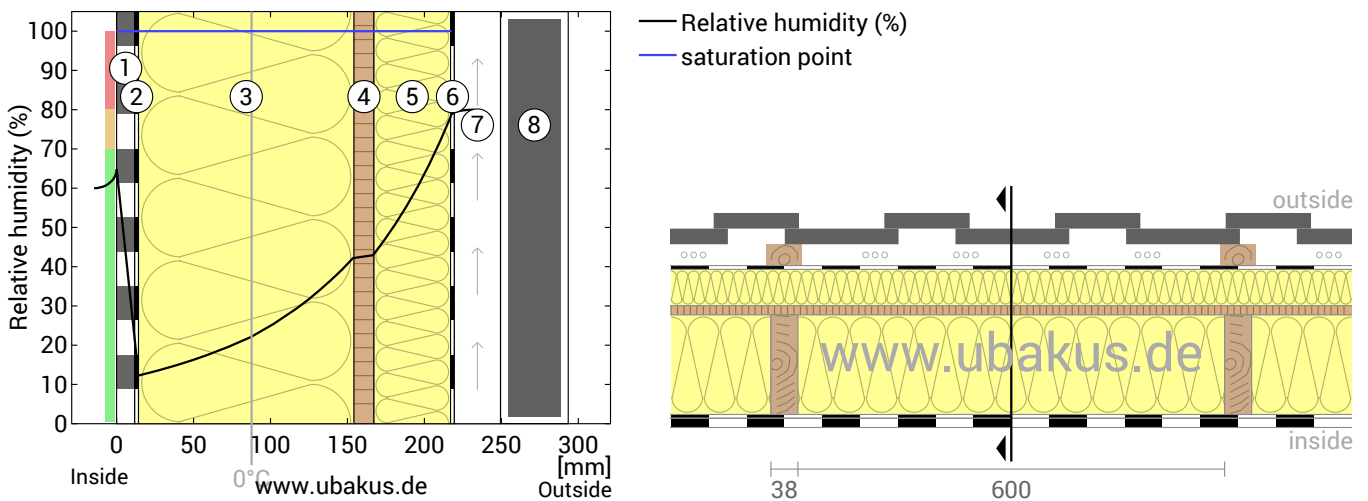 Relative humidity (%)
100
90
80
70
60
50
40
30
20
10
0
1
2
3
4
5
6
7
8
0
50
100
150
200
250
300
[mm]
Inside
0°C
www.ubakus.de
Outside
Relative humidity (%)
saturation point
outside
www.ubakus.de
inside
38
600